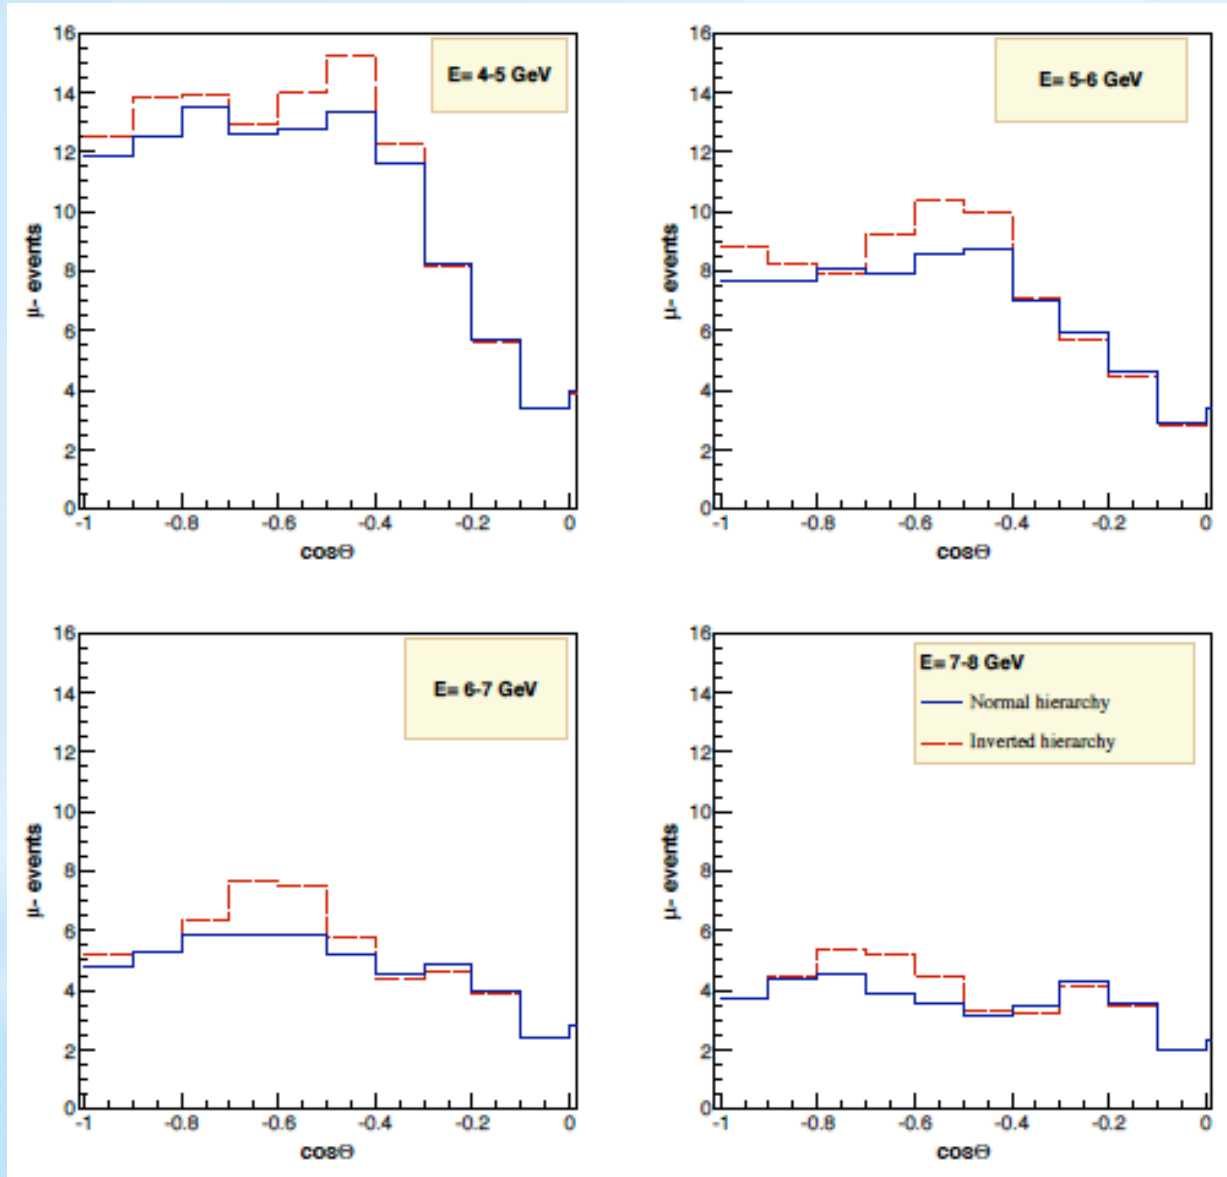 16
14
12
10
8
6
4
2
0
μ- events
E= 4-5 GeV
-1 -0.8 -0.6 -0.4 -0.2 0
cosΘ
16
14
12
10
8
6
4
2
0
μ- events
E= 5-6 GeV
-1 -0.8 -0.6 -0.4 -0.2 0
cosΘ
16
14
12
10
8
6
4
2
0
μ- events
E= 6-7 GeV
-1 -0.8 -0.6 -0.4 -0.2 0
cosΘ
16
14
12
10
8
6
4
2
0
μ- events
E= 7-8 GeV
Normal hierarchy
Inverted hierarchy
-1 -0.8 -0.6 -0.4 -0.2 0
cosΘ